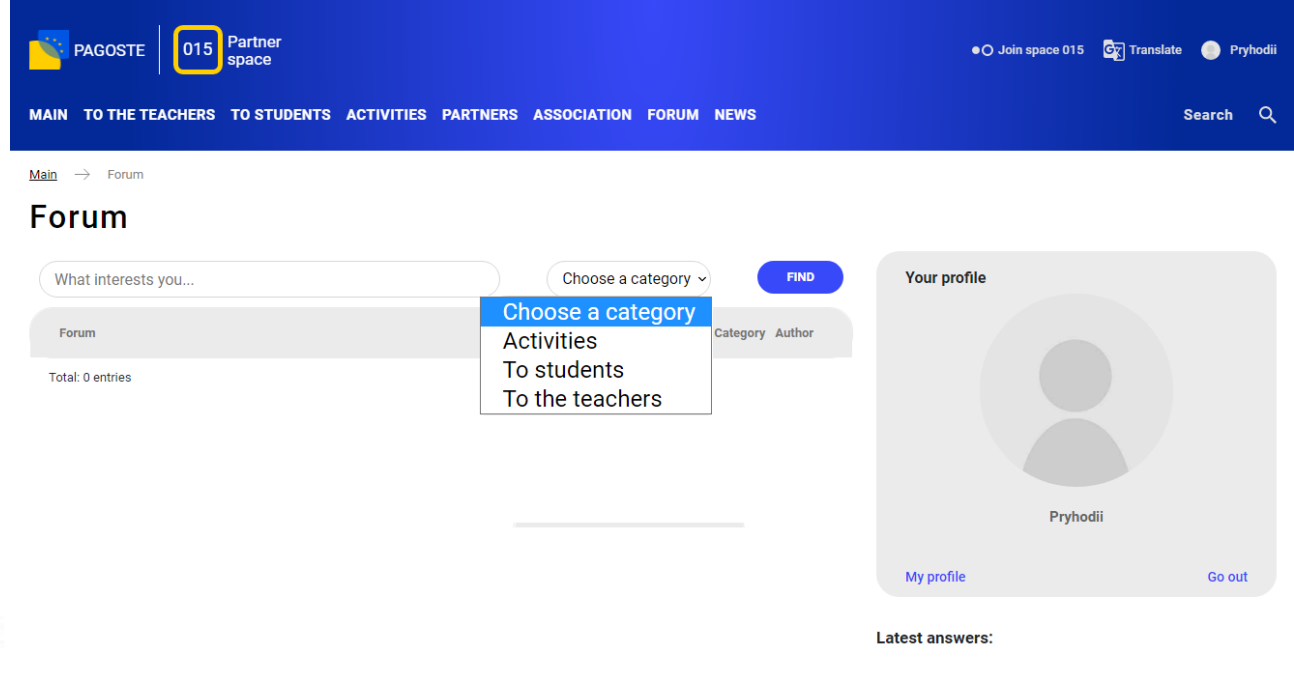 PAGOSTE
015
Partner
space
Join space 015
Translate
Pryhodii
MAIN TO THE TEACHERS TO STUDENTS ACTIVITIES PARTNERS ASSOCIATION FORUM NEWS
Search
Main → Forum
Forum
What interests you...
Choose a category
FIND
Choose a category
Activities
To students
To the teachers
Forum
Category Author
Total: 0 entries
Your profile
Pryhodii
My profile
Go out
Latest answers: